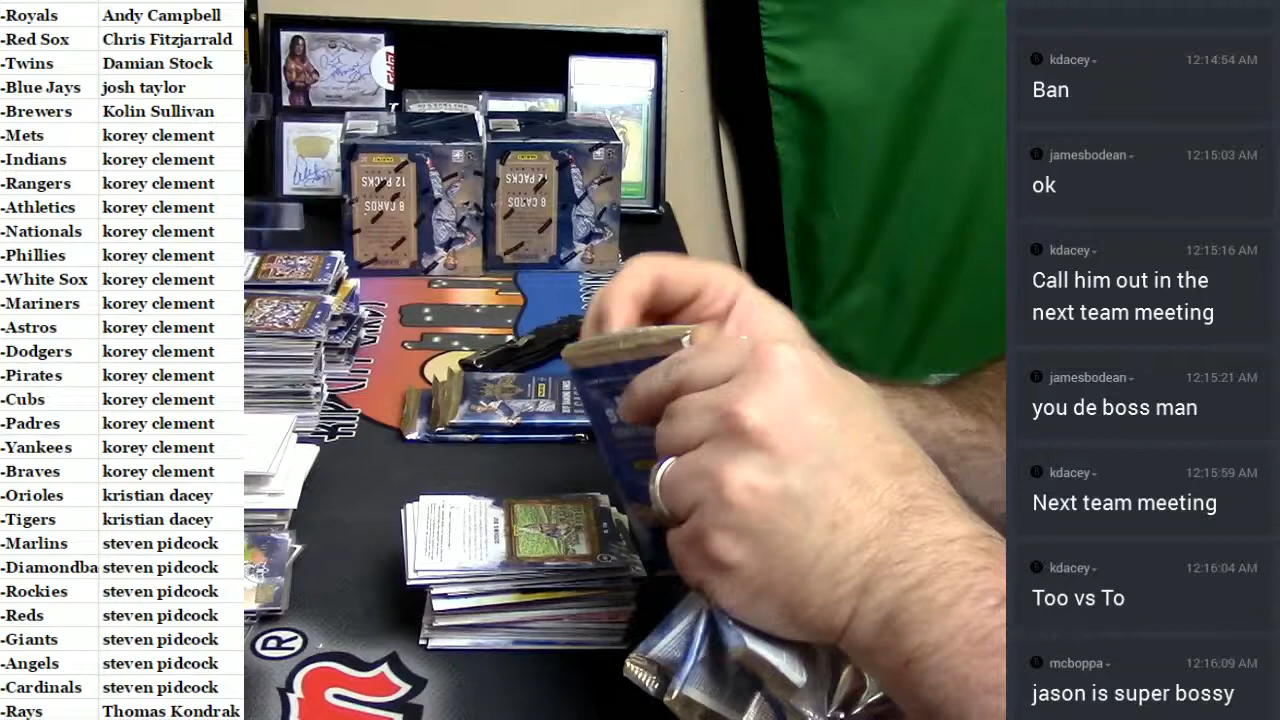 -Royals Andy Campbell
-Red Sox Chris Fitzjarrald
-Twins Damian Stock
-Blue Jays josh taylor
-Brewers Kolin Sullivan
-Mets korey clement
-Indians korey clement
-Rangers korey clement
-Athletics korey clement
-Nationals korey clement
-Phillies korey clement
-White Sox korey clement
-Mariners korey clement
-Astros korey clement
-Dodgers korey clement
-Pirates korey clement
-Cubs korey clement
-Padres korey clement
-Yankees korey clement
-Braves korey clement
-Orioles kristian dacey
-Tigers kristian dacey
-Marlins steven pidcock
-Diamondba steven pidcock
-Rockies steven pidcock
-Reds steven pidcock
-Giants steven pidcock
-Angels steven pidcock
-Cardinals steven pidcock
-Rays Thomas Kondrak
12 PACKS
8 CARDS
12 PACKS
8 CARDS
®
kdacey 12:14:54 AM
Ban
jamesbodean 12:15:03 AM
ok
kdacey 12:15:16 AM
Call him out in the
next team meeting
jamesbodean 12:15:21 AM
you de boss man
kdacey 12:15:59 AM
Next team meeting
kdacey 12:16:04 AM
Too vs To
mcboppa 12:16:09 AM
jason is super bossy